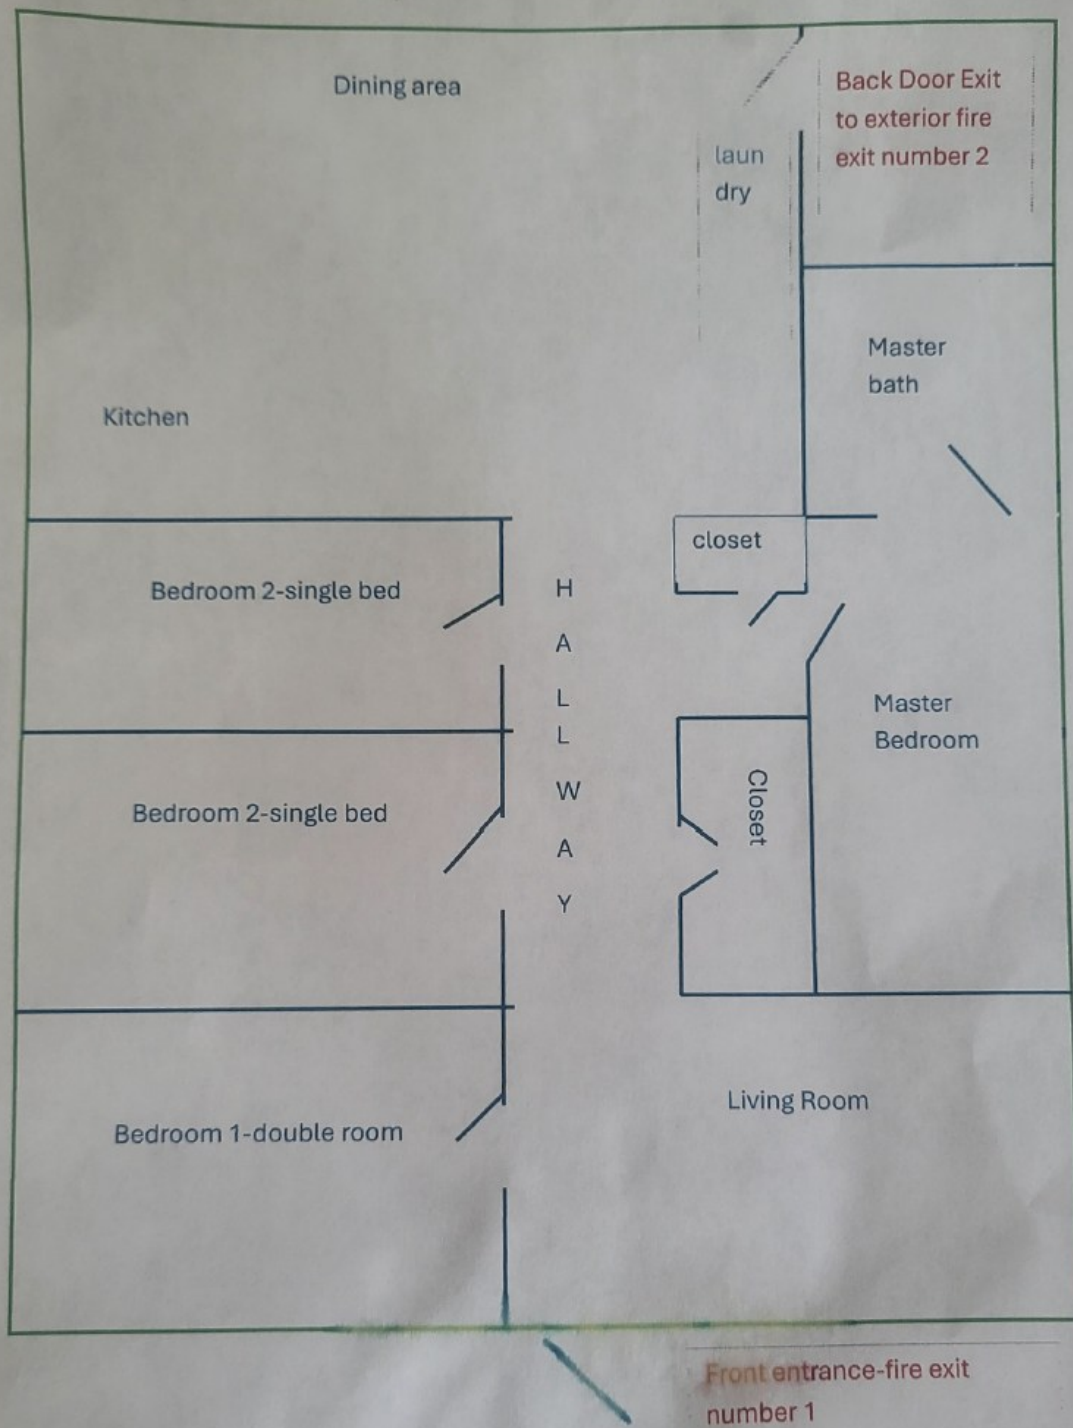 Dining area
Back Door Exit
to exterior fire
exit number 2
laun
dry
Master
bath
Kitchen
closet
Bedroom 2-single bed
H
A
L
L
W
A
Y
Master
Bedroom
Closet
Bedroom 2-single bed
Living Room
Bedroom 1-double room
Front entrance-fire exit
number 1